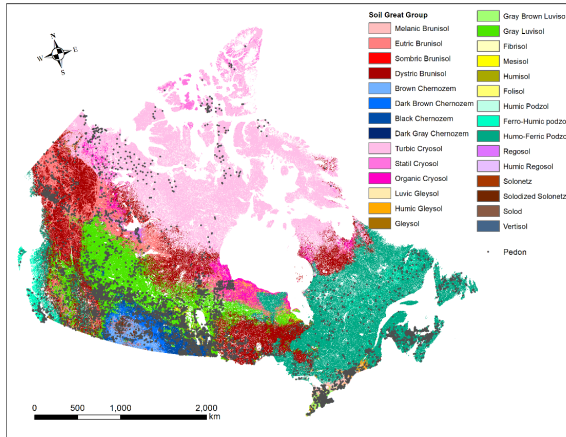 Soil Great Group
Melanic Brunisol
Eutric Brunisol
Sombric Brunisol
Dystric Brunisol
Brown Chernozem
Dark Brown Chernozem
Black Chernozem
Dark Gray Chernozem
Turbic Cryosol
Statil Cryosol
Organic Cryosol
Luvic Gleysol
Humic Gleysol
Gleysol
Gray Brown Luviso
Gray Luvisol
Fibrisol
Mesisol
Humisol
Folisol
Humic Podzol
Ferro-Humic podzo
Humo-Ferric Podzo
Regosol
Humic Regosol
Solonetz
Solodized Solonetz
Solod
Vertisol
Pedon
N
W E
S
0 500 1,000 2,000
km